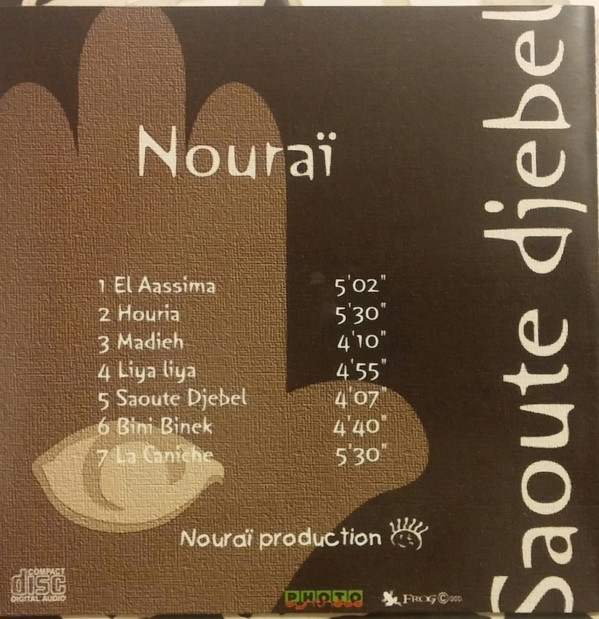 Nouraï
1 El Aassima 5'02"
2 Houria 5'30"
3 Madieh 4'10"
4 Liya liya 4'55"
5 Saoute Djebel 4'07"
6 Bini Binek 4'40"
7 La Caniche 5'30"
Nouraï production
COMPACT
disc
DIGITAL AUDIO
PHOTO
FROG ©
Saoute djebel